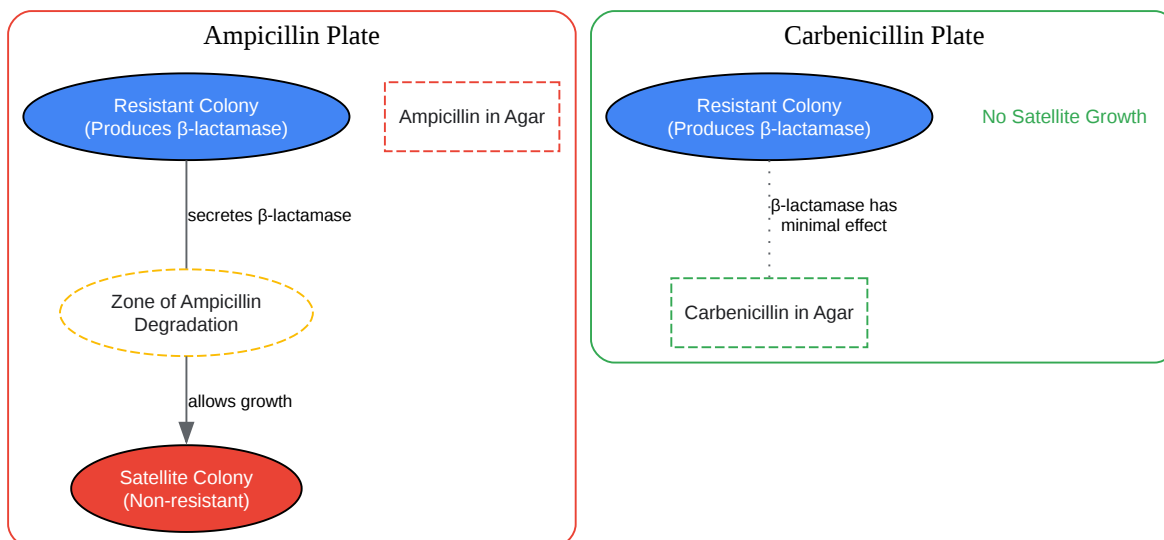 Ampicillin Plate
Resistant Colony
(Produces β-lactamase)
Ampicillin in Agar
secretes β-lactamase
Zone of Ampicillin
Degradation
allows growth
Satellite Colony
(Non-resistant)
Carbenicillin Plate
Resistant Colony
(Produces β-lactamase)
No Satellite Growth
β-lactamase has
minimal effect
Carbenicillin in Agar